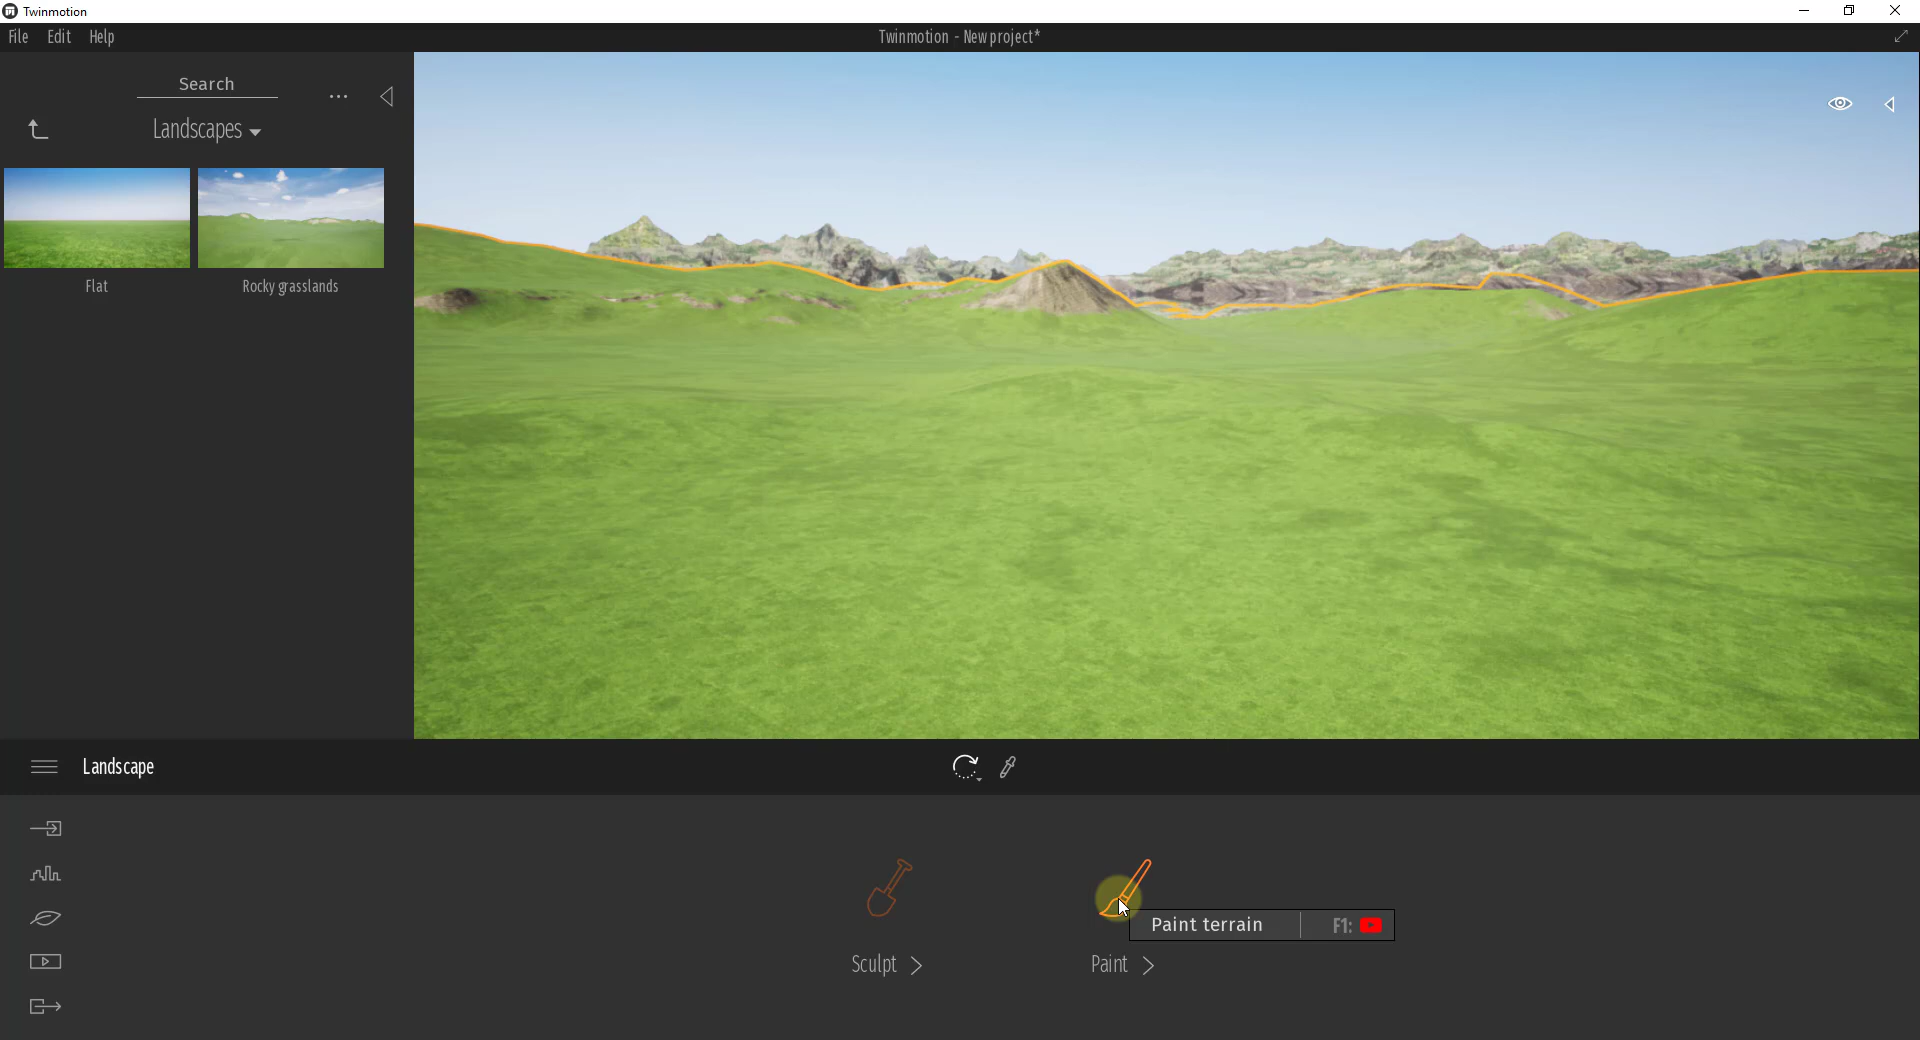 Twinmotion
File Edit Help
Twinmotion - New project*
Search
...
Landscapes
Flat
Rocky grasslands
Landscape
Paint terrain
F1:
Sculpt
Paint